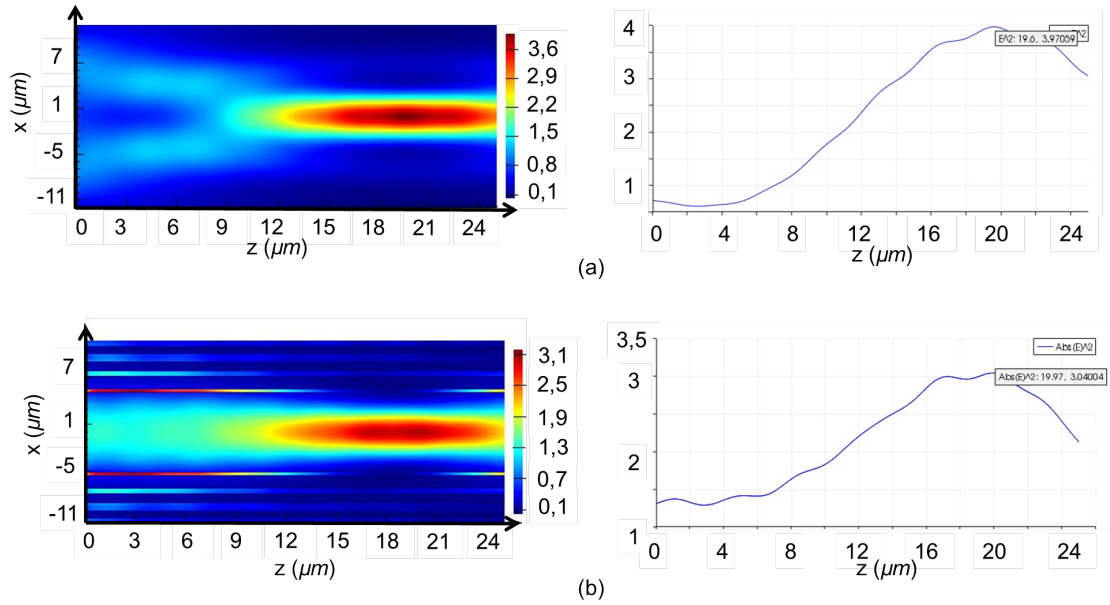 x (µm)
7
1
-5
-11
0 3 6 9 12 15 18 21 24
z (µm)
3,6
2,9
2,2
1,5
0,8
0,1
4
3
2
1
E^2: 19.6, 3.97059
^2
0 4 8 12 16 20 24
z (µm)
(a)
x (µm)
7
1
-5
-11
0 3 6 9 12 15 18 21 24
z (µm)
3,1
2,5
1,9
1,3
0,7
0,1
3,5
3
2
1
Abs(E)^2
Abs(E)^2: 19.97, 3.04004
0 4 8 12 16 20 24
z (µm)
(b)